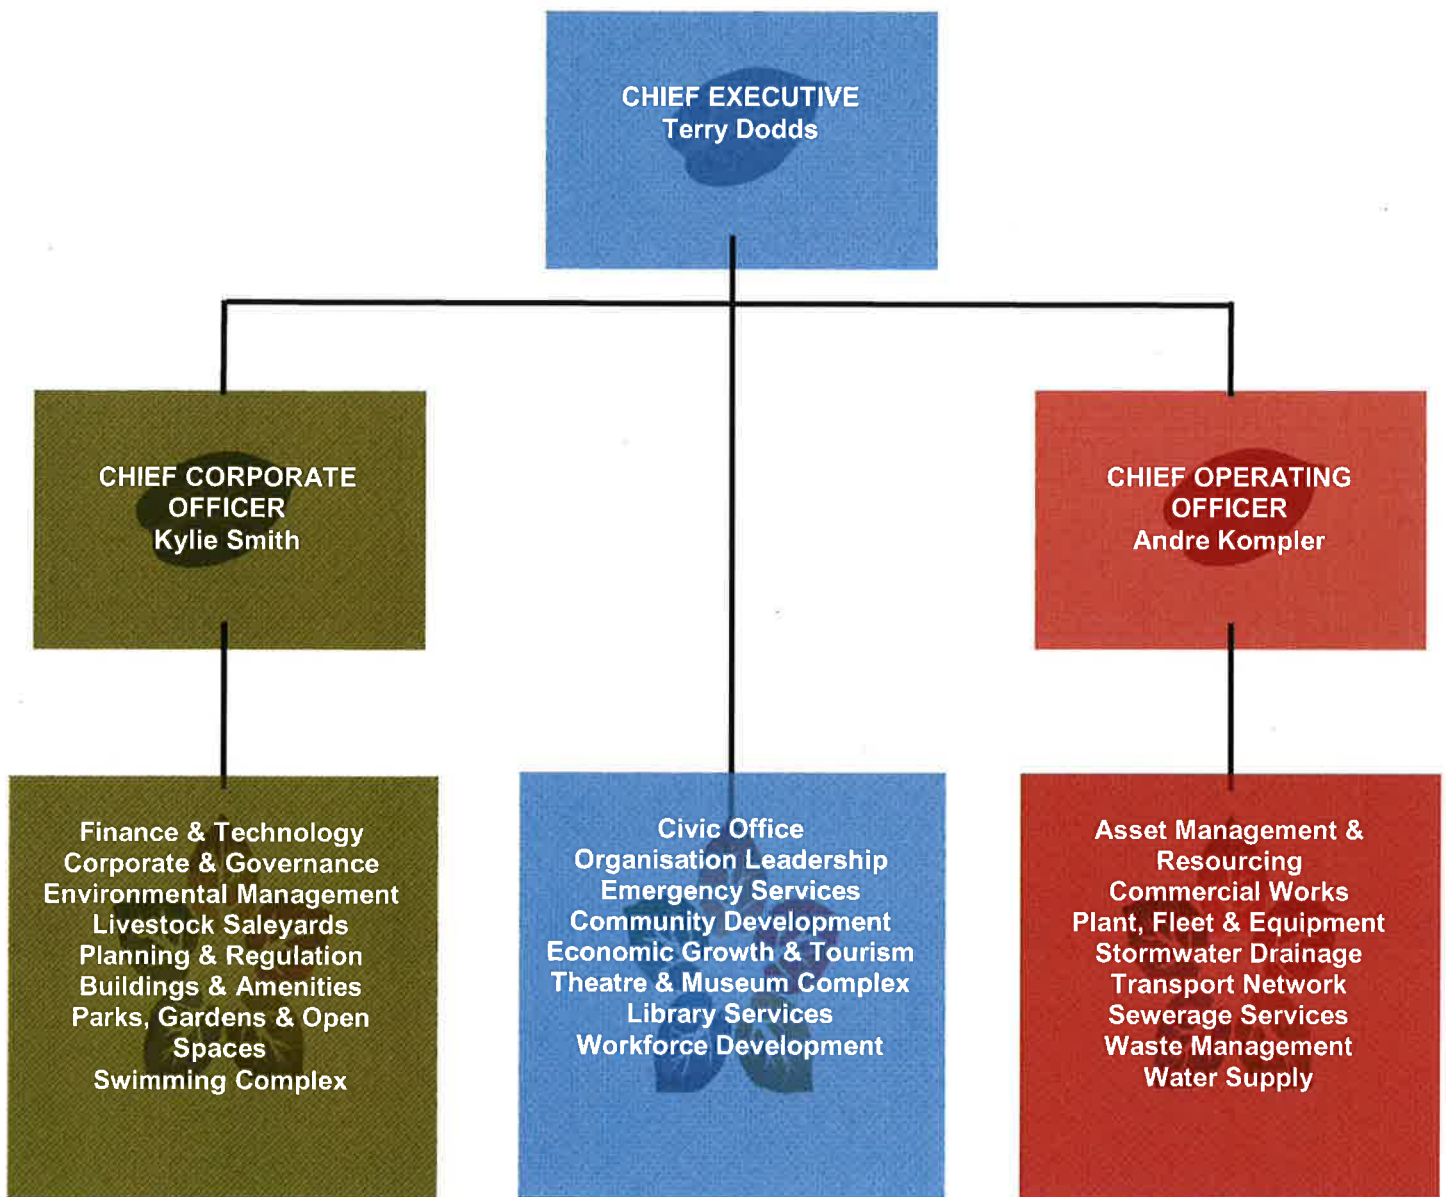 CHIEF EXECUTIVE
Terry Dodds
CHIEF CORPORATE
OFFICER
Kylie Smith
CHIEF OPERATING
OFFICER
Andre Kompler
Finance & Technology
Corporate & Governance
Environmental Management
Livestock Saleyards
Planning & Regulation
Buildings & Amenities
Parks, Gardens & Open
Spaces
Swimming Complex
Civic Office
Organisation Leadership
Emergency Services
Community Development
Economic Growth & Tourism
Theatre & Museum Complex
Library Services
Workforce Development
Asset Management &
Resourcing
Commercial Works
Plant, Fleet & Equipment
Stormwater Drainage
Transport Network
Sewerage Services
Waste Management
Water Supply